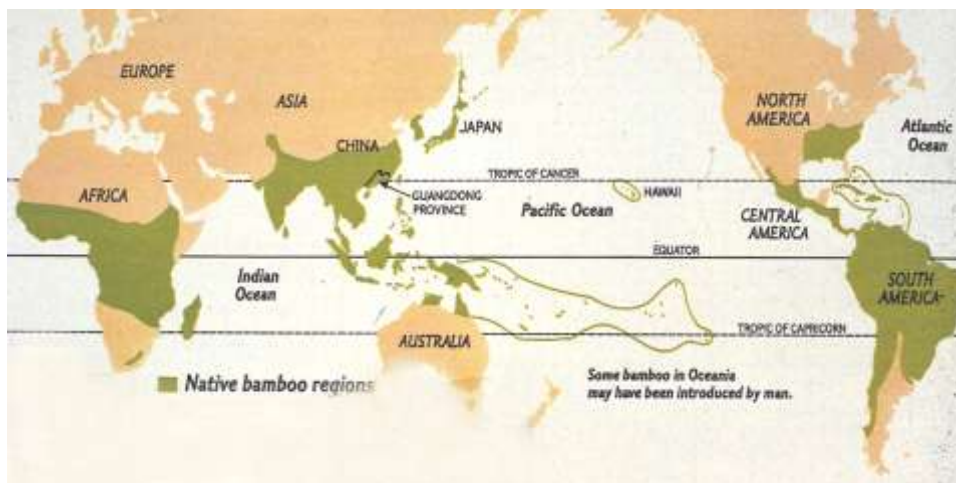 EUROPE
ASIA
NORTH
AMERICA
Atlantic
Ocean
JAPAN
CHINA
TROPIC OF CANCER
AFRICA
GUANGDONG
PROVINCE
HAWAII
Pacific Ocean
CENTRAL
AMERICA
EQUATOR
Indian
Ocean
SOUTH
AMERICA
TROPIC OF CAPRICORN
AUSTRALIA
Native bamboo regions
Some bamboo in Oceania
may have been introduced by man.